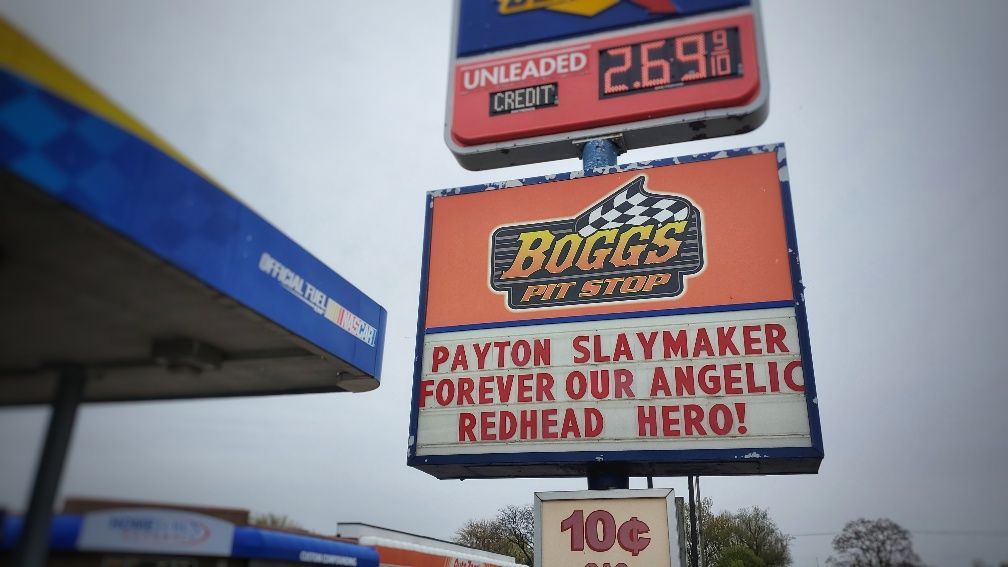 UNLEADED 2.69 9/10
CREDIT
BOGGS
PIT STOP
OFFICIAL FUEL
NASCAR
PAYTON SLAYMAKER
FOREVER OUR ANGELIC
REDHEAD HERO!
10¢